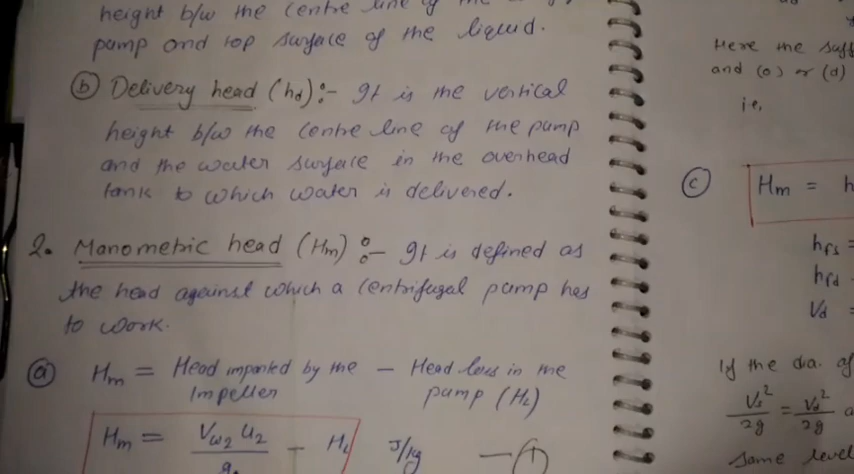 height b/w the centre line of the
pump and top surface of the liquid.
(b) Delivery head (hd):- It is the vertical
height b/w the centre line of the pump
and the water surface in the overhead
tank to which water is delivered.
2. Manometric head (Hm) :- It is defined as
the head against which a centrifugal pump has
to work.
(a) Hm = Head imparted by the Impeller - Head loss in the pump (HL)
Hm = Vw2 U2 / g - HL J/kg —(1)
Here the suff
and (o) or (d)
ie,
(c) Hm = h
hfs =
hfd
Vd =
If the dia. of
Vs²/2g = Vd²/2g
same level